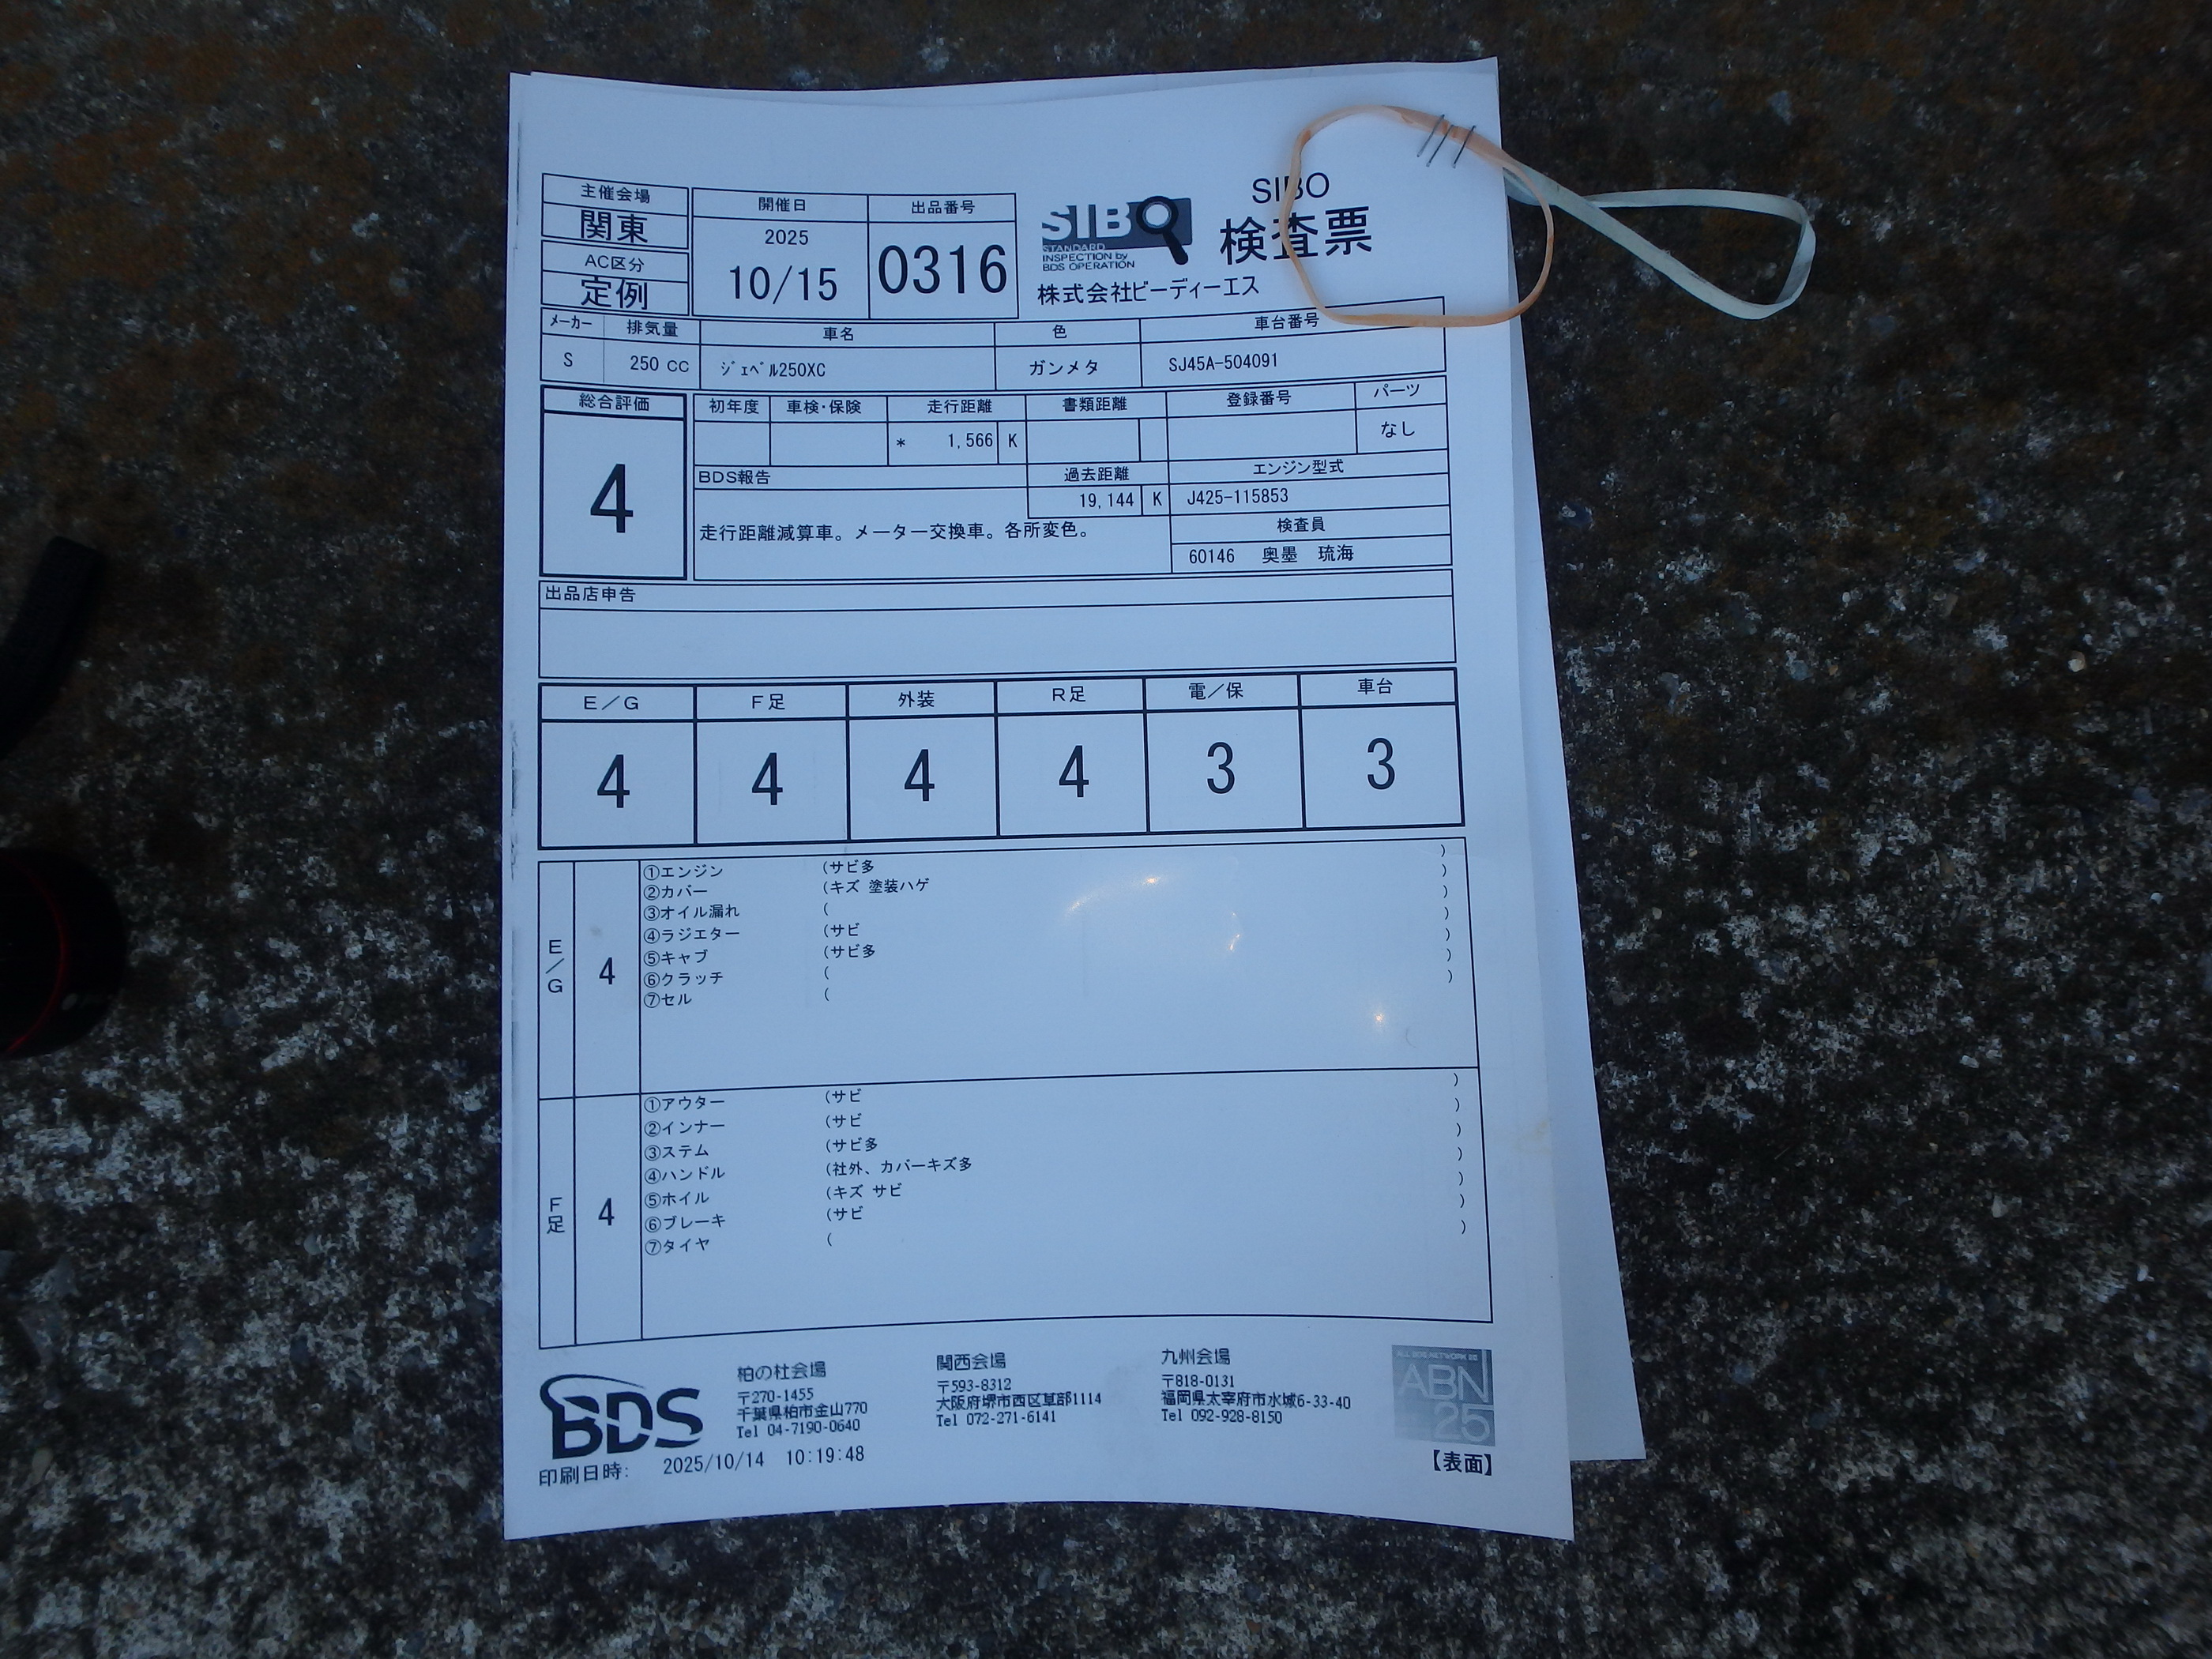 主催会場
関東
AC区分
定例
開催日
2025
10/15
出品番号
0316
SIBO
STANDARD
INSPECTION by
BDS OPERATION
SIBO
検査票
株式会社ビーディーエス
メーカー 排気量 車名 色 車台番号
S 250 CC ジェベル250XC ガンメタ SJ45A-504091
総合評価
4
初年度 車検・保険 走行距離 書類距離 登録番号 パーツ
* 1,566 K なし
BDS報告 過去距離 エンジン型式
19,144 K J425-115853
走行距離減算車。メーター交換車。各所変色。
検査員
60146 奥墨 琉海
出品店申告
E/G F足 外装 R足 電/保 車台
4 4 4 4 3 3
E/G 4
①エンジン (サビ多 )
②カバー (キズ 塗装ハゲ )
③オイル漏れ ( )
④ラジエター (サビ )
⑤キャブ (サビ多 )
⑥クラッチ ( )
⑦セル ( )
F足 4
①アウター (サビ )
②インナー (サビ )
③ステム (サビ多 )
④ハンドル (社外、カバーキズ多 )
⑤ホイル (キズ サビ )
⑥ブレーキ (サビ )
⑦タイヤ ( )
BDS
柏の杜会場
〒270-1455
千葉県柏市金山770
Tel 04-7190-0640
関西会場
〒593-8312
大阪府堺市西区草部1114
Tel 072-271-6141
九州会場
〒818-0131
福岡県太宰府市水城6-33-40
Tel 092-928-8150
ALL BDS NETWORK 25
ABN
25
印刷日時: 2025/10/14 10:19:48
【表面】